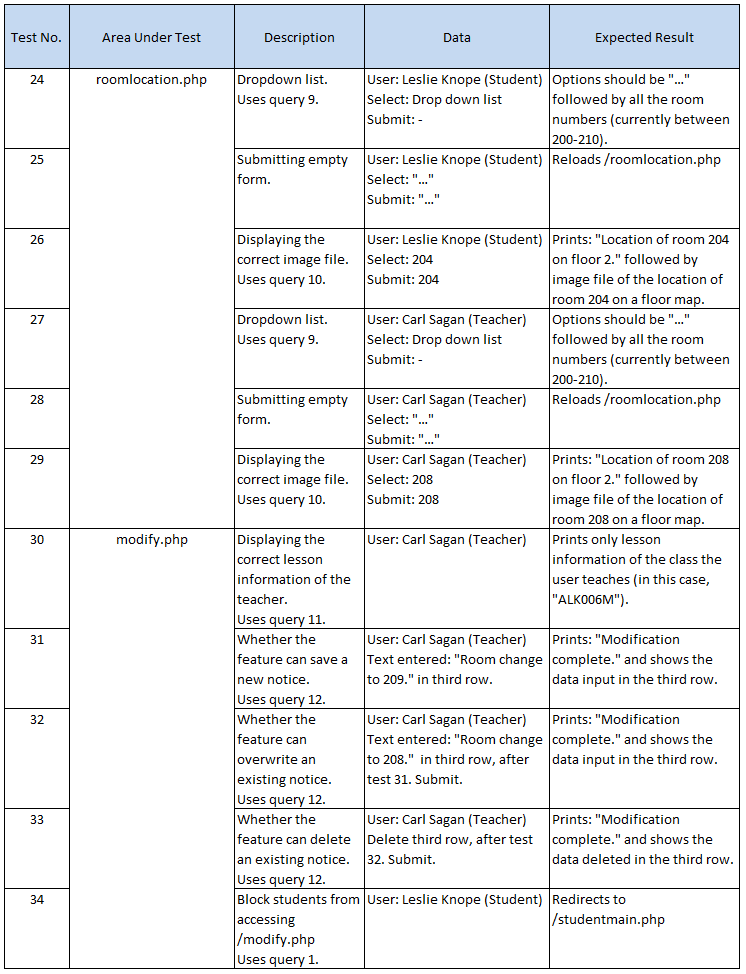 Test No. Area Under Test Description Data Expected Result
24 roomlocation.php Dropdown list. User: Leslie Knope (Student) Options should be "…"
Uses query 9. Select: Drop down list followed by all the room
Submit: - numbers (currently between
200-210).
25 Submitting empty User: Leslie Knope (Student) Reloads /roomlocation.php
form. Select: "…"
Submit: "…"
26 Displaying the User: Leslie Knope (Student) Prints: "Location of room 204
correct image file. Select: 204 on floor 2." followed by
Uses query 10. Submit: 204 image file of the location of
room 204 on a floor map.
27 Dropdown list. User: Carl Sagan (Teacher) Options should be "…"
Uses query 9. Select: Drop down list followed by all the room
Submit: - numbers (currently between
200-210).
28 Submitting empty User: Carl Sagan (Teacher) Reloads /roomlocation.php
form. Select: "…"
Submit: "…"
29 Displaying the User: Carl Sagan (Teacher) Prints: "Location of room 208
correct image file. Select: 208 on floor 2." followed by
Uses query 10. Submit: 208 image file of the location of
room 208 on a floor map.
30 modify.php Displaying the User: Carl Sagan (Teacher) Prints only lesson
correct lesson information of the class the
information of the user teaches (in this case,
teacher. "ALK006M").
Uses query 11.
31 Whether the User: Carl Sagan (Teacher) Prints: "Modification
feature can save a Text entered: "Room change complete." and shows the
new notice. to 209." in third row. data input in the third row.
Uses query 12.
32 Whether the User: Carl Sagan (Teacher) Prints: "Modification
feature can Text entered: "Room change complete." and shows the
overwrite an to 208."  in third row, after data input in the third row.
existing notice. test 31. Submit.
Uses query 12.
33 Whether the User: Carl Sagan (Teacher) Prints: "Modification
feature can delete Delete third row, after test complete." and shows the
an existing notice. 32. Submit. data deleted in the third row.
Uses query 12.
34 Block students from User: Leslie Knope (Student) Redirects to
accessing /studentmain.php
/modify.php
Uses query 1.